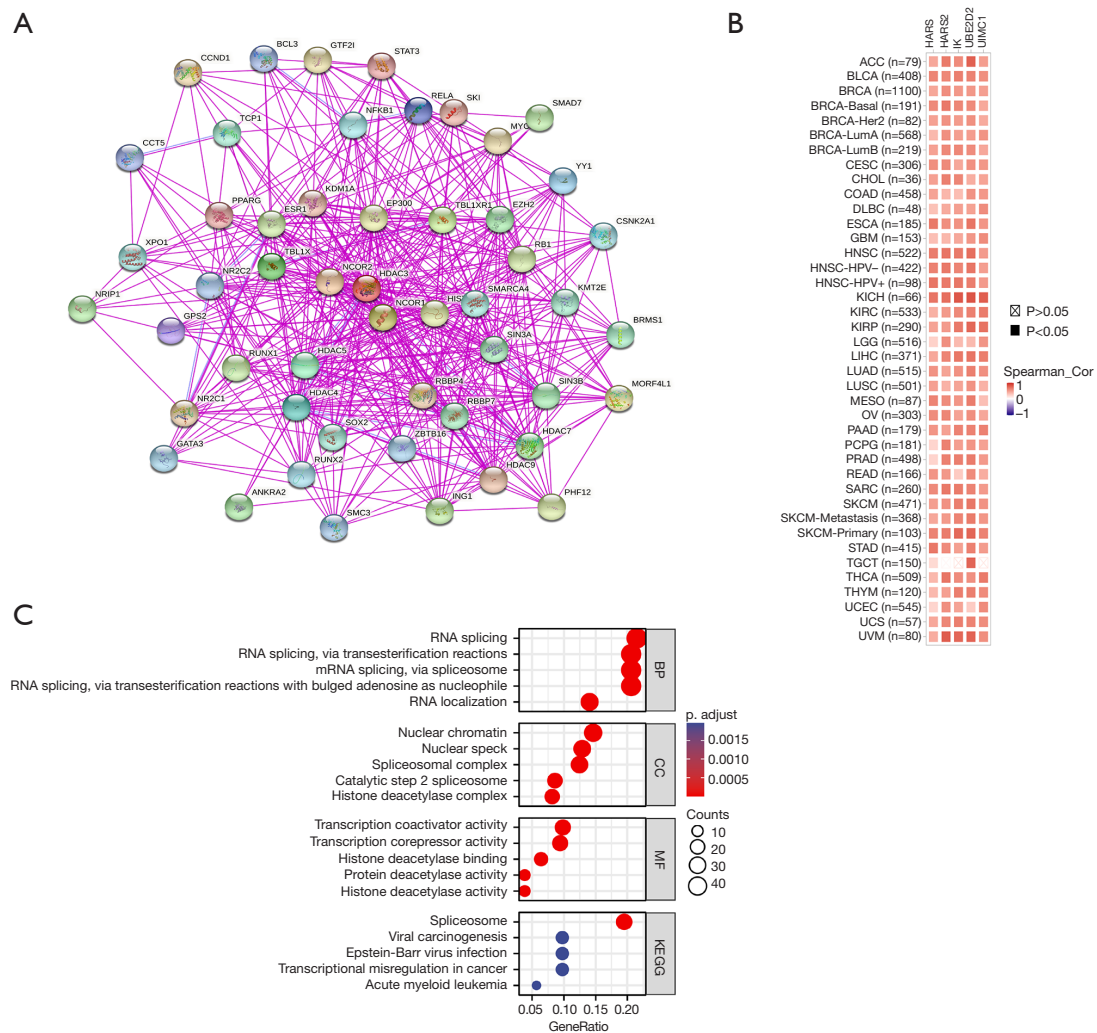 A
BCL3
GTF2I
STAT3
CCND1
RELA
SKI
NFKB1
SMAD7
TCP1
MYC
CCT5
YY1
PPARG
KDM1A
ESR1
EP300
TBL1XR1
EZH2
CSNK2A1
XPO1
TBL1X
RB1
NR2C2
NCOR2
HDAC3
NRIP1
NCOR1
HIS
SMARCA4
KMT2E
GPS2
BRMS1
SIN3A
RUNX1
HDAC5
RBBP4
SIN3B
MORF4L1
HDAC4
RBBP7
NR2C1
SOX2
ZBTB16
HDAC7
GATA3
RUNX2
HDAC9
ANKRA2
SMC3
ING1
PHF12
B
HARS
HARS2
IK
UBE2D2
UIMC1
ACC (n=79)
BLCA (n=408)
BRCA (n=1100)
BRCA-Basal (n=191)
BRCA-Her2 (n=82)
BRCA-LumA (n=568)
BRCA-LumB (n=219)
CESC (n=306)
CHOL (n=36)
COAD (n=458)
DLBC (n=48)
ESCA (n=185)
GBM (n=153)
HNSC (n=522)
HNSC-HPV− (n=422)
HNSC-HPV+ (n=98)
KICH (n=66)
KIRC (n=533)
KIRP (n=290)
LGG (n=516)
LIHC (n=371)
LUAD (n=515)
LUSC (n=501)
MESO (n=87)
OV (n=303)
PAAD (n=179)
PCPG (n=181)
PRAD (n=498)
READ (n=166)
SARC (n=260)
SKCM (n=471)
SKCM-Metastasis (n=368)
SKCM-Primary (n=103)
STAD (n=415)
TGCT (n=150)
THCA (n=509)
THYM (n=120)
UCEC (n=545)
UCS (n=57)
UVM (n=80)
P>0.05
P<0.05
Spearman_Cor
1
0
−1
C
RNA splicing
RNA splicing, via transesterification reactions
mRNA splicing, via spliceosome
RNA splicing, via transesterification reactions with bulged adenosine as nucleophile
RNA localization
BP
Nuclear chromatin
Nuclear speck
Spliceosomal complex
Catalytic step 2 spliceosome
Histone deacetylase complex
CC
Transcription coactivator activity
Transcription corepressor activity
Histone deacetylase binding
Protein deacetylase activity
Histone deacetylase activity
MF
Spliceosome
Viral carcinogenesis
Epstein-Barr virus infection
Transcriptional misregulation in cancer
Acute myeloid leukemia
KEGG
0.05 0.10 0.15 0.20
GeneRatio
p. adjust
0.0015
0.0010
0.0005
Counts
10
20
30
40